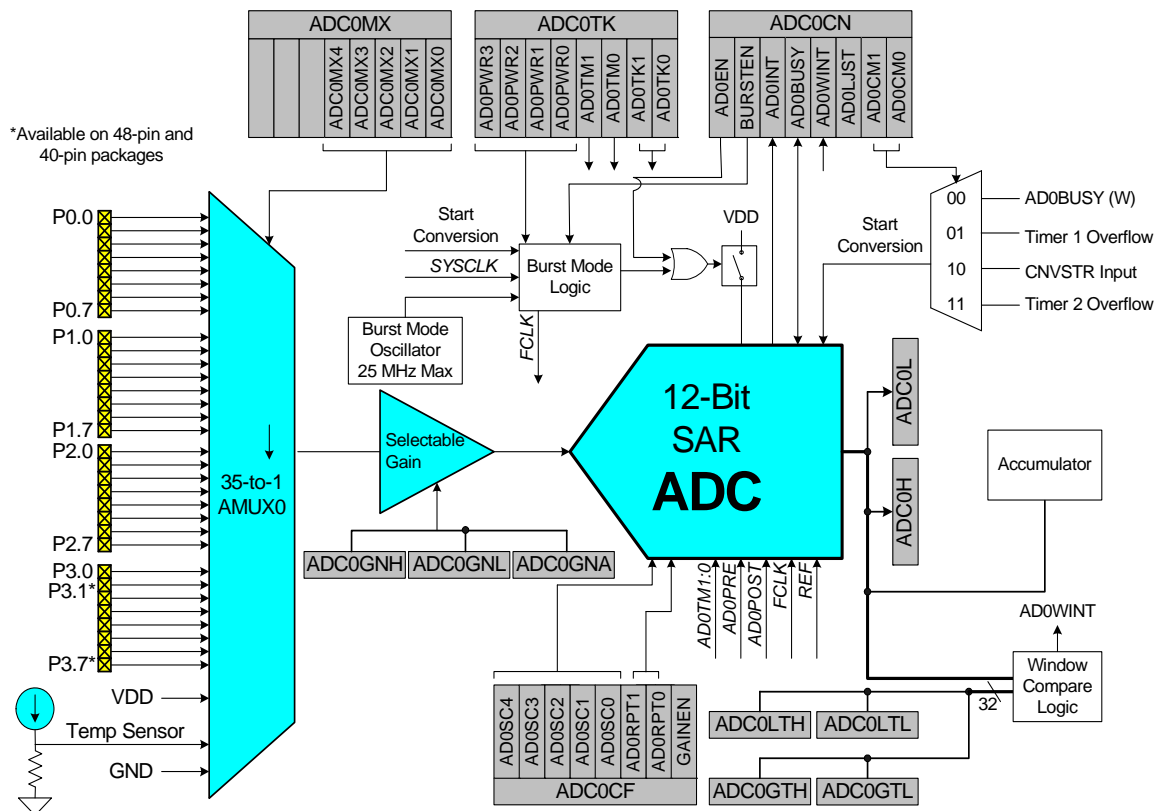 ADC0MX
ADC0MX4
ADC0MX3
ADC0MX2
ADC0MX1
ADC0MX0
ADC0TK
AD0PWR3
AD0PWR2
AD0PWR1
AD0PWR0
AD0TM1
AD0TM0
AD0TK1
AD0TK0
ADC0CN
AD0EN
BURSTEN
AD0INT
AD0BUSY
AD0WINT
AD0LJST
AD0CM1
AD0CM0
*Available on 48-pin and
40-pin packages
P0.0
P0.7
P1.0
P1.7
P2.0
P2.7
P3.0
P3.1*
P3.7*
VDD
Temp Sensor
GND
35-to-1
AMUX0
Start
Conversion
SYSCLK
Burst Mode
Logic
Burst Mode
Oscillator
25 MHz Max
FCLK
VDD
Start
Conversion
00
01
10
11
AD0BUSY (W)
Timer 1 Overflow
CNVSTR Input
Timer 2 Overflow
Selectable
Gain
12-Bit
SAR
ADC
ADC0L
ADC0H
Accumulator
ADC0GNH
ADC0GNL
ADC0GNA
AD0TM1:0
AD0PRE
AD0POST
FCLK
REF
AD0WINT
Window
Compare
Logic
32
AD0SC4
AD0SC3
AD0SC2
AD0SC1
AD0SC0
AD0RPT1
AD0RPT0
GAINEN
ADC0CF
ADC0LTH
ADC0LTL
ADC0GTH
ADC0GTL